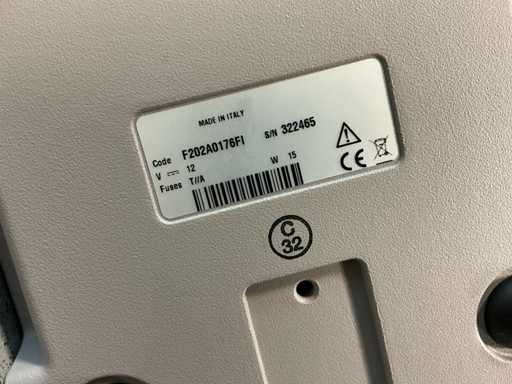 MADE IN ITALY
Code F202A0176FI S/N 322465
V 12
Fuses T//A W 15
CE
C
32